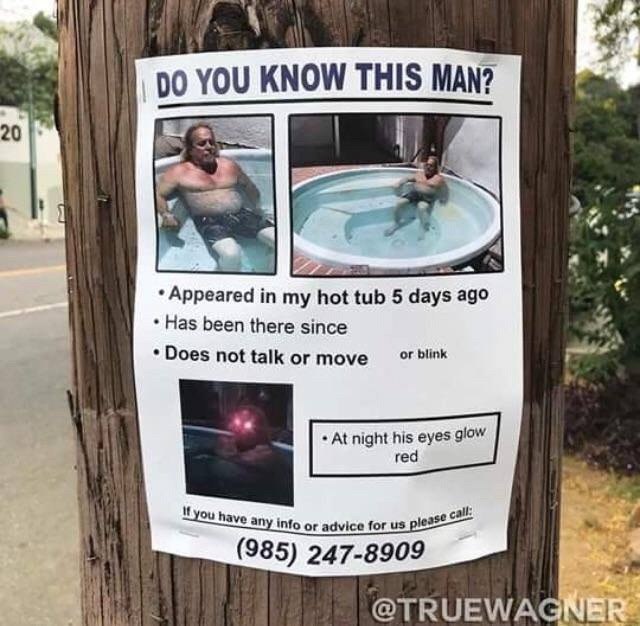 20
DO YOU KNOW THIS MAN?
• Appeared in my hot tub 5 days ago
• Has been there since
• Does not talk or move or blink
• At night his eyes glow
red
If you have any info or advice for us please call:
(985) 247-8909
@TRUEWAGNER